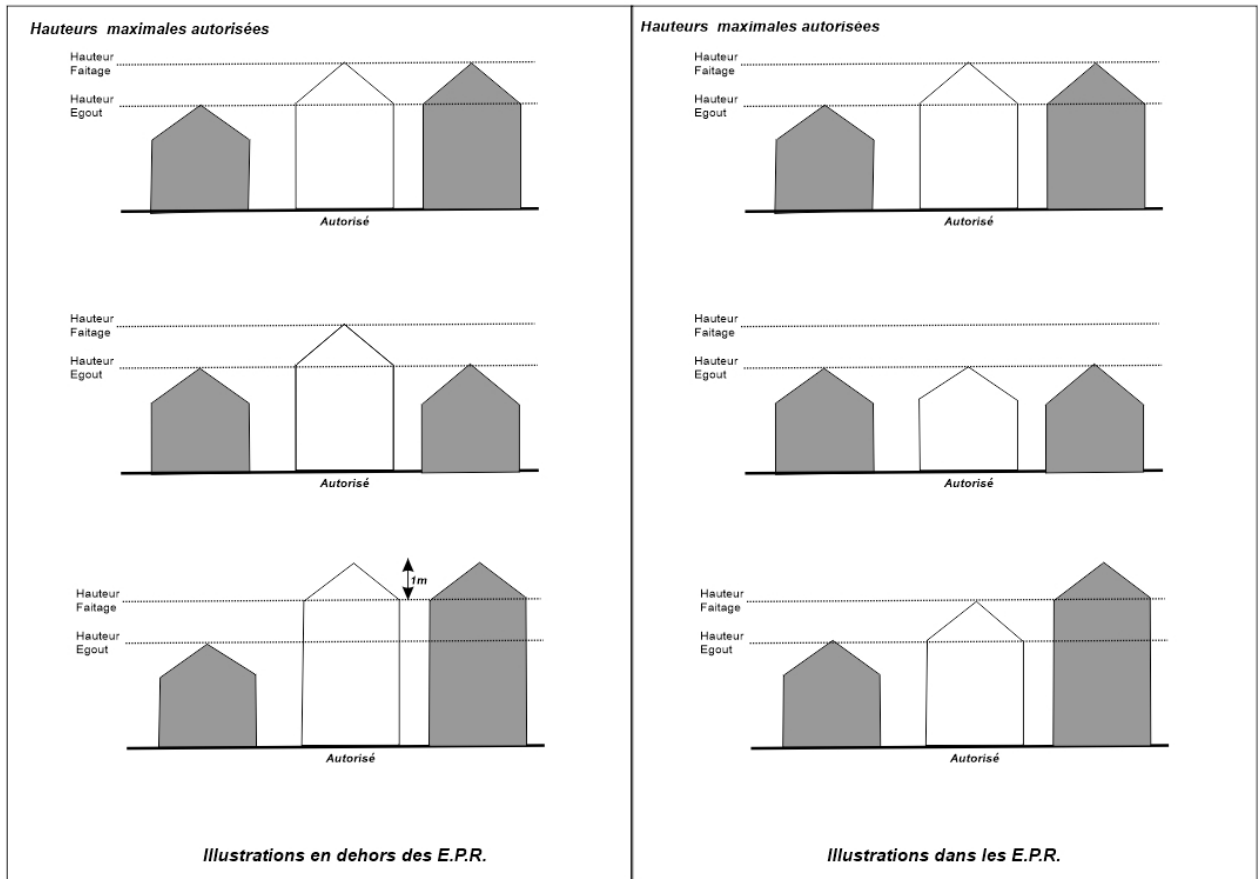 Hauteurs maximales autorisées
Hauteur
Faitage
Hauteur
Egout
Autorisé
Hauteur
Faitage
Hauteur
Egout
Autorisé
1m
Hauteur
Faitage
Hauteur
Egout
Autorisé
Illustrations en dehors des E.P.R.
Hauteurs maximales autorisées
Hauteur
Faitage
Hauteur
Egout
Autorisé
Hauteur
Faitage
Hauteur
Egout
Autorisé
Hauteur
Faitage
Hauteur
Egout
Autorisé
Illustrations dans les E.P.R.